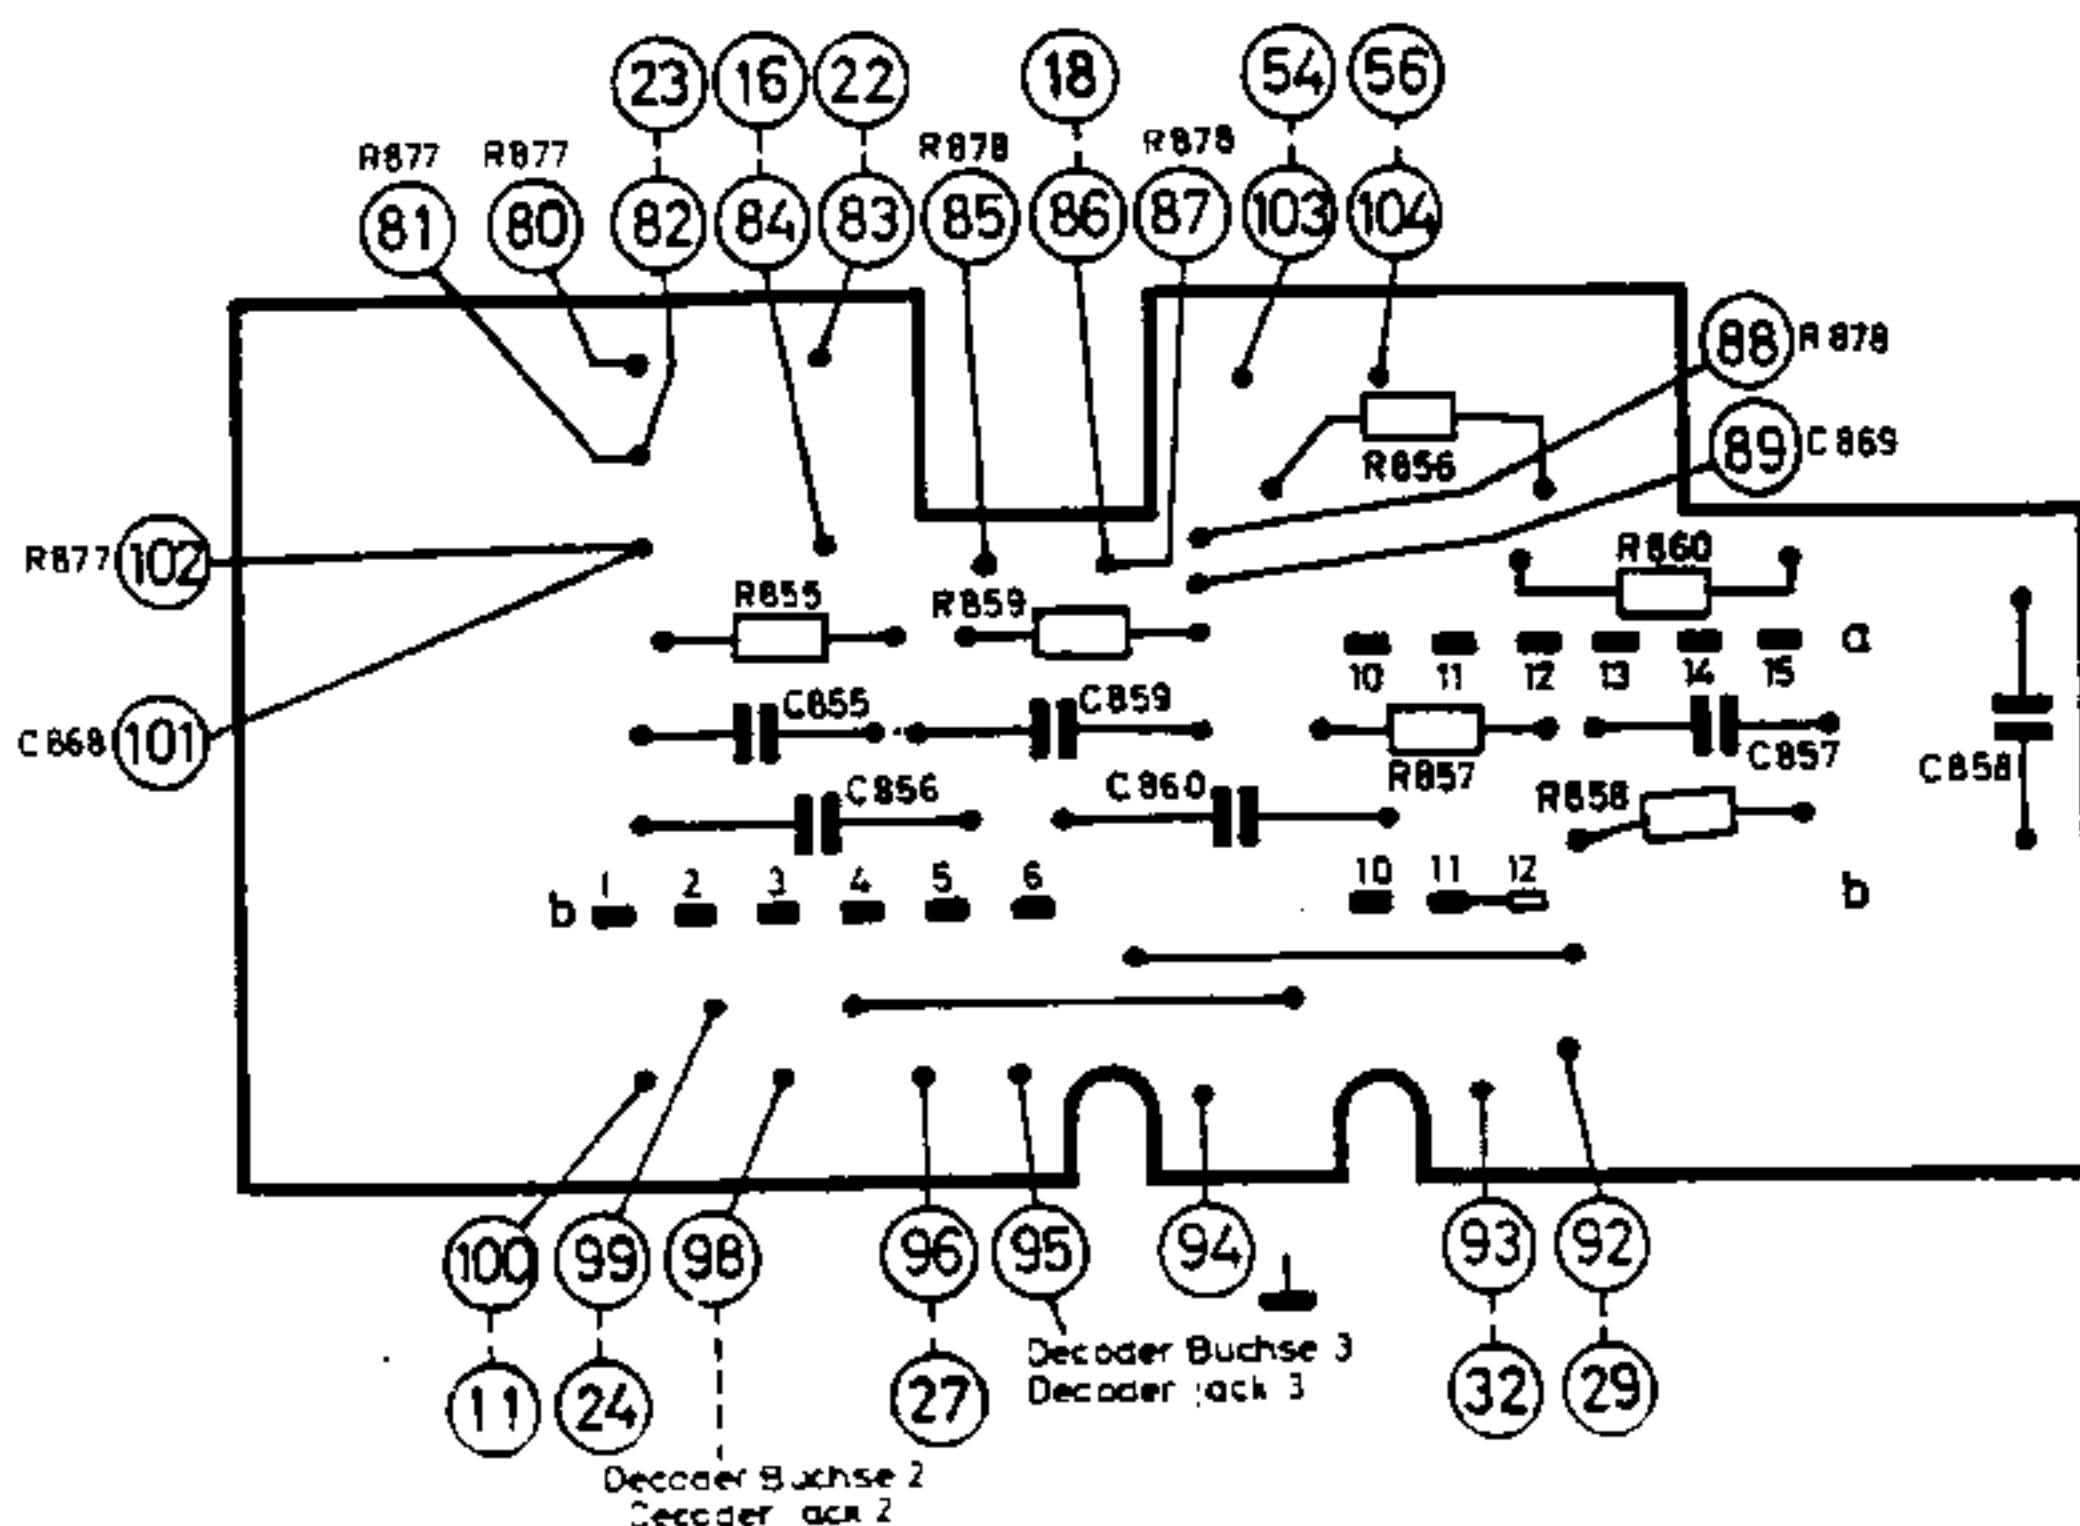 23 16 22 18 54 56
R877 R877 R878 R878
81 80 82 84 83 85 86 87 103 104
88 R878
89 C869
R856
R877 102
R860
R855 R859
10 11 12 13 14 15 a
C868 101
C855 C859
R857 C857 C858
C856 C860 R858
b 1 2 3 4 5 6 10 11 12 b
100 99 98 96 95 94 93 92
Decoder Buchse 3
Decoder jack 3
11 24 27 32 29
Decoder Buchse 2
Decoder jack 2